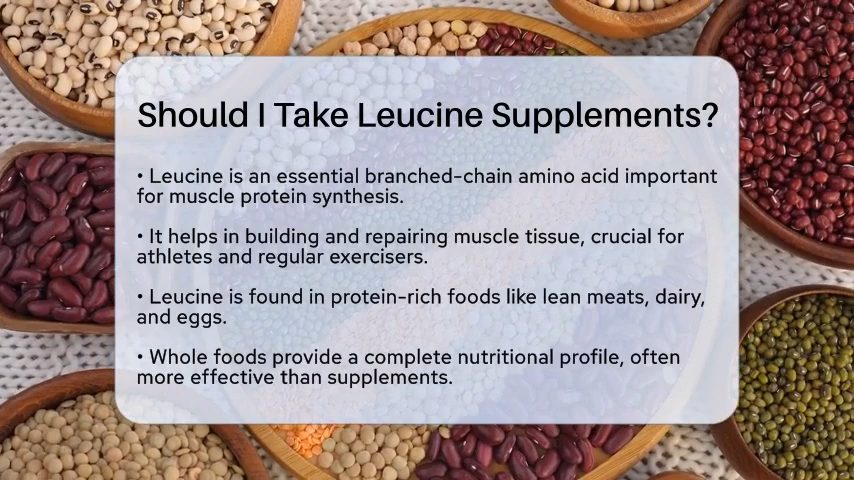 Should I Take Leucine Supplements?
• Leucine is an essential branched-chain amino acid important
for muscle protein synthesis.
• It helps in building and repairing muscle tissue, crucial for
athletes and regular exercisers.
• Leucine is found in protein-rich foods like lean meats, dairy,
and eggs.
• Whole foods provide a complete nutritional profile, often
more effective than supplements.